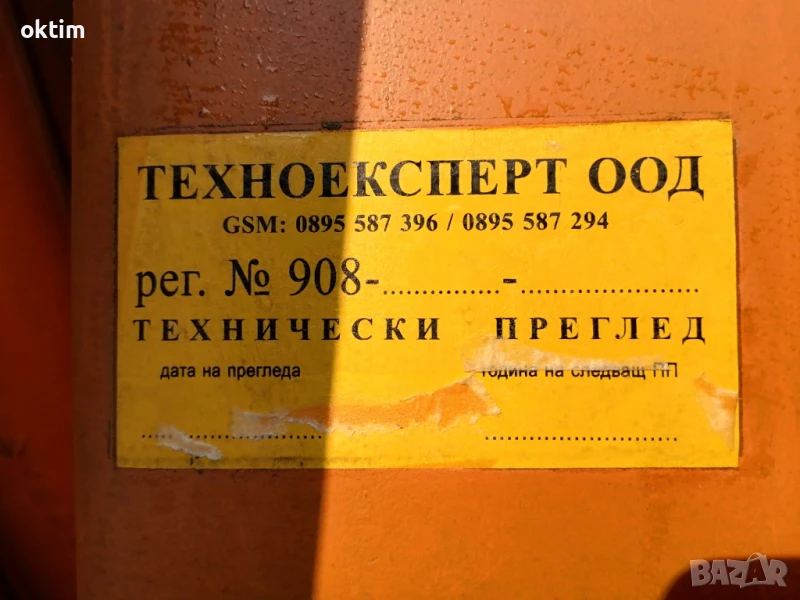 oktim
ТЕХНОЕКСПЕРТ ООД
GSM: 0895 587 396 / 0895 587 294
рег. № 908-................-........................
ТЕХНИЧЕСКИ ПРЕГЛЕД
дата на прегледа година на следващ ПП
.............................. ..............................
BAZAR